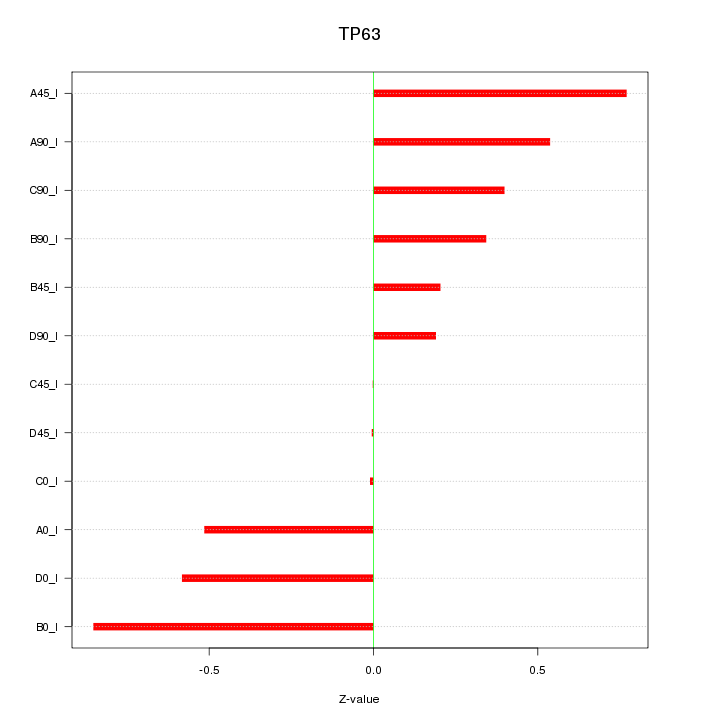 TP63
A45_I
A90_I
C90_I
B90_I
B45_I
D90_I
C45_I
D45_I
C0_I
A0_I
D0_I
B0_I
-0.5 0.0 0.5
Z-value